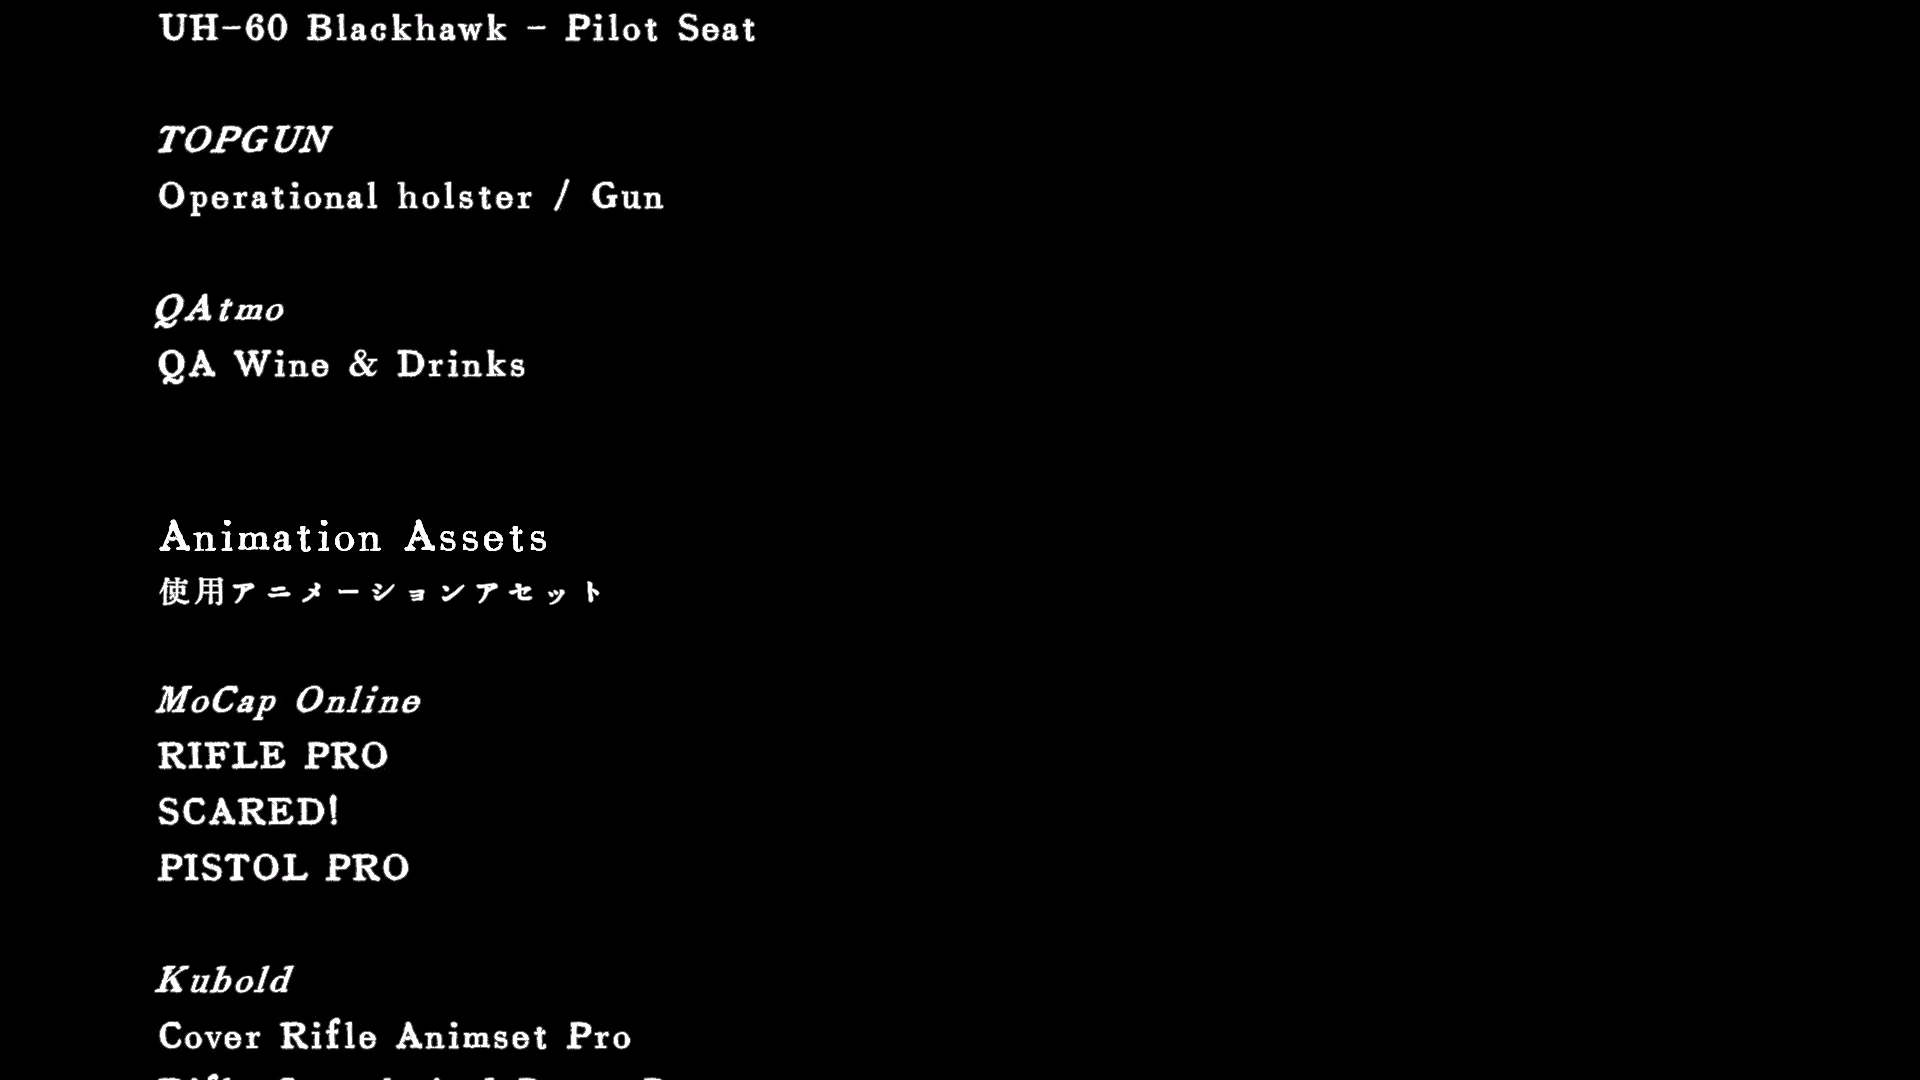 UH-60 Blackhawk - Pilot Seat
TOPGUN
Operational holster / Gun
QAtmo
QA Wine & Drinks
Animation Assets
使用アニメーションアセット
MoCap Online
RIFLE PRO
SCARED!
PISTOL PRO
Kubold
Cover Rifle Animset Pro